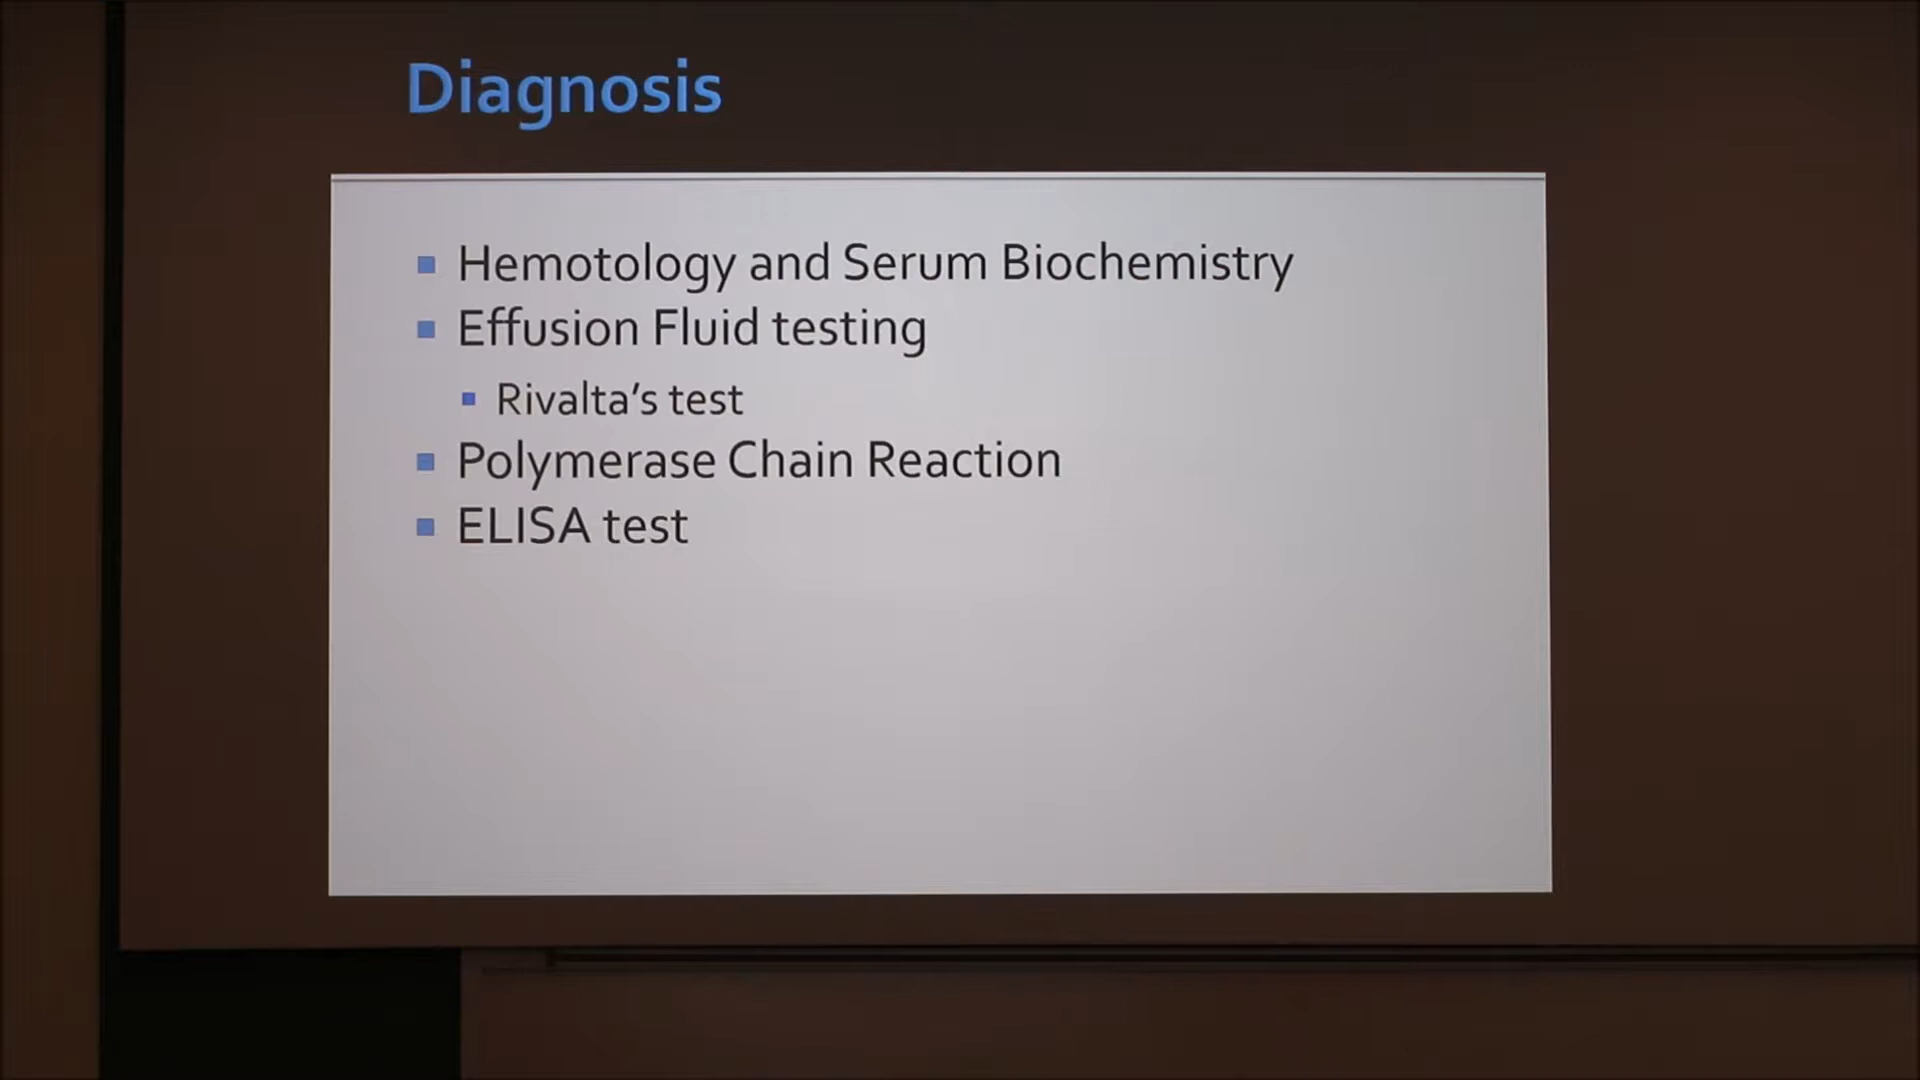 Diagnosis
Hemotology and Serum Biochemistry
Effusion Fluid testing
Rivalta’s test
Polymerase Chain Reaction
ELISA test